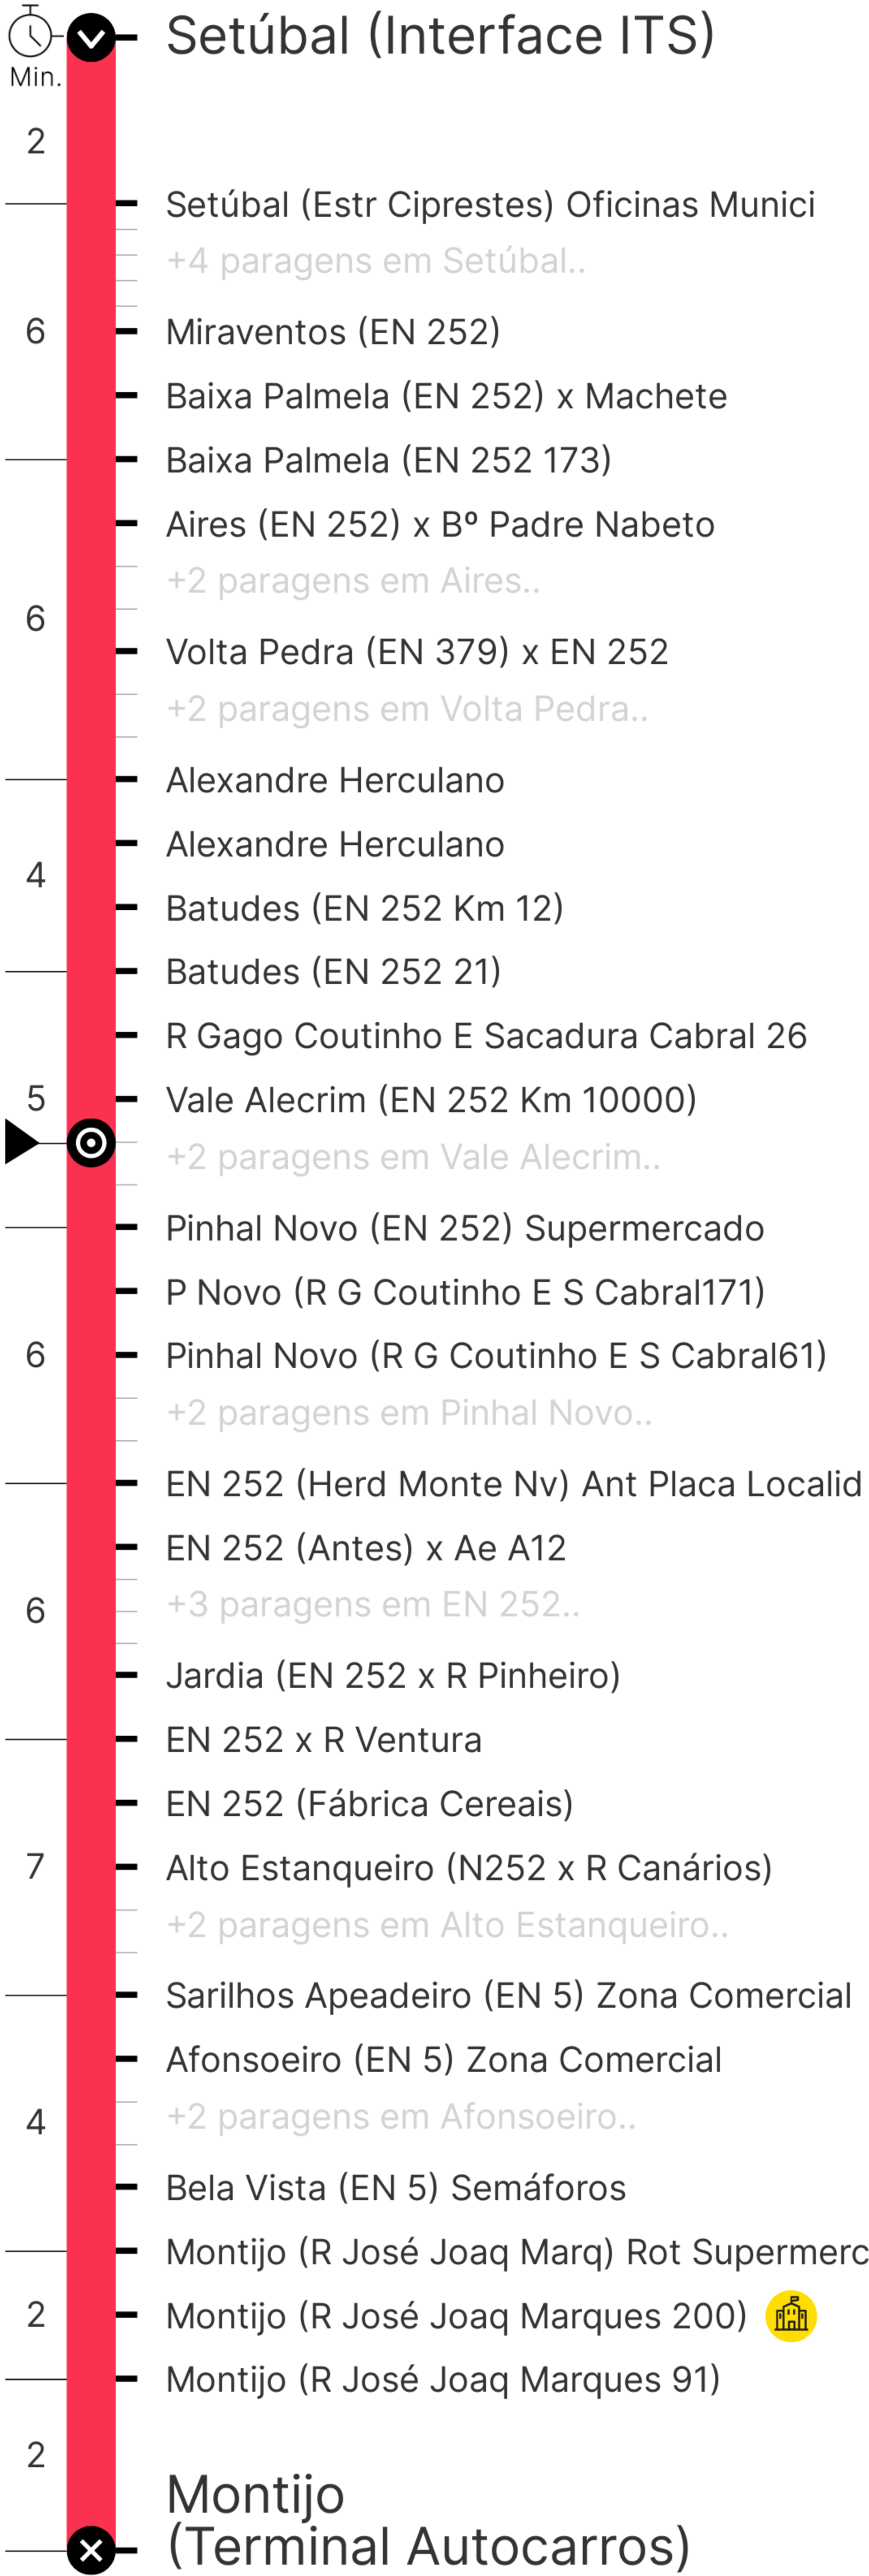 Setúbal (Interface ITS)
Min.
2
Setúbal (Estr Ciprestes) Oficinas Munici
+4 paragens em Setúbal..
6
Miraventos (EN 252)
Baixa Palmela (EN 252) x Machete
Baixa Palmela (EN 252 173)
Aires (EN 252) x Bº Padre Nabeto
+2 paragens em Aires..
6
Volta Pedra (EN 379) x EN 252
+2 paragens em Volta Pedra..
Alexandre Herculano
Alexandre Herculano
4
Batudes (EN 252 Km 12)
Batudes (EN 252 21)
R Gago Coutinho E Sacadura Cabral 26
5
Vale Alecrim (EN 252 Km 10000)
+2 paragens em Vale Alecrim..
Pinhal Novo (EN 252) Supermercado
P Novo (R G Coutinho E S Cabral171)
6
Pinhal Novo (R G Coutinho E S Cabral61)
+2 paragens em Pinhal Novo..
EN 252 (Herd Monte Nv) Ant Placa Localid
EN 252 (Antes) x Ae A12
+3 paragens em EN 252..
6
Jardia (EN 252 x R Pinheiro)
EN 252 x R Ventura
EN 252 (Fábrica Cereais)
7
Alto Estanqueiro (N252 x R Canários)
+2 paragens em Alto Estanqueiro..
Sarilhos Apeadeiro (EN 5) Zona Comercial
Afonsoeiro (EN 5) Zona Comercial
+2 paragens em Afonsoeiro..
4
Bela Vista (EN 5) Semáforos
Montijo (R José Joaq Marq) Rot Supermerc
2
Montijo (R José Joaq Marques 200)
Montijo (R José Joaq Marques 91)
2
Montijo
(Terminal Autocarros)